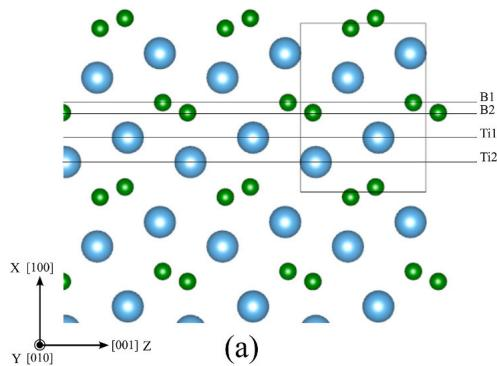 B1
B2
Ti1
Ti2
X [100]
[001] Z
Y [010]
(a)